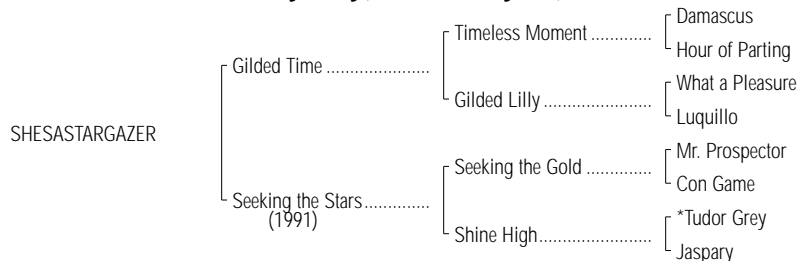 Damascus
Timeless Moment .............
Hour of Parting
Gilded Time ......................
What a Pleasure
Gilded Lilly .......................
Luquillo
SHESASTARGAZER
Mr. Prospector
Seeking the Gold ..............
Con Game
Seeking the Stars ..............
(1991)
*Tudor Grey
Shine High ........................
Jaspary